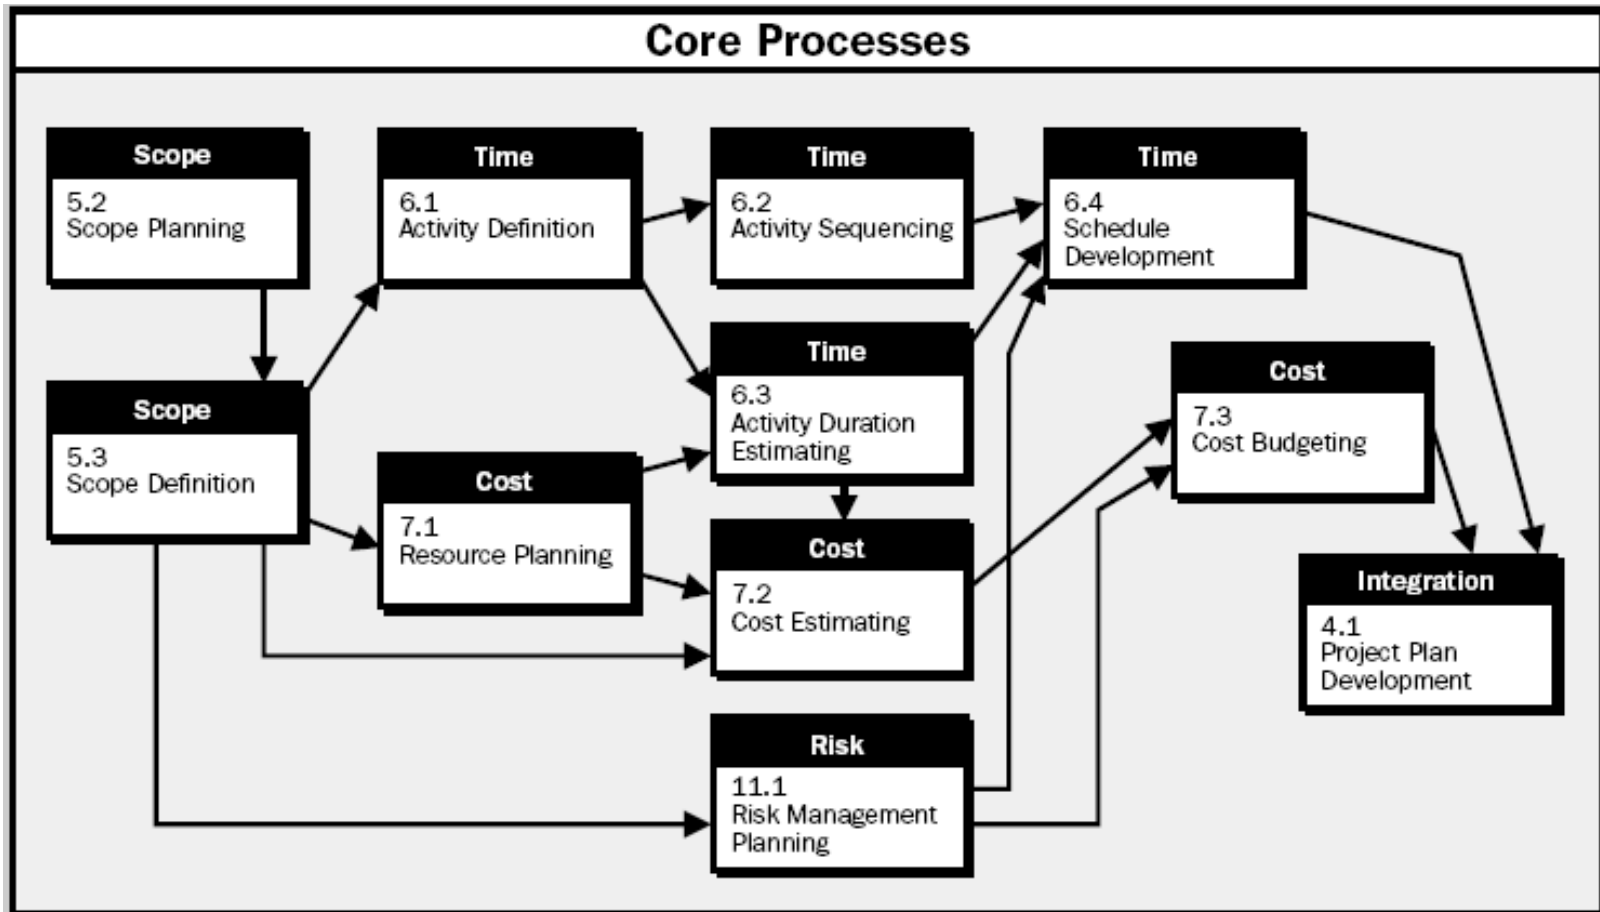 Core Processes
Scope
5.2
Scope Planning
Time
6.1
Activity Definition
Time
6.2
Activity Sequencing
Time
6.4
Schedule
Development
Time
6.3
Activity Duration
Estimating
Cost
7.3
Cost Budgeting
Scope
5.3
Scope Definition
Cost
7.1
Resource Planning
Cost
7.2
Cost Estimating
Integration
4.1
Project Plan
Development
Risk
11.1
Risk Management
Planning